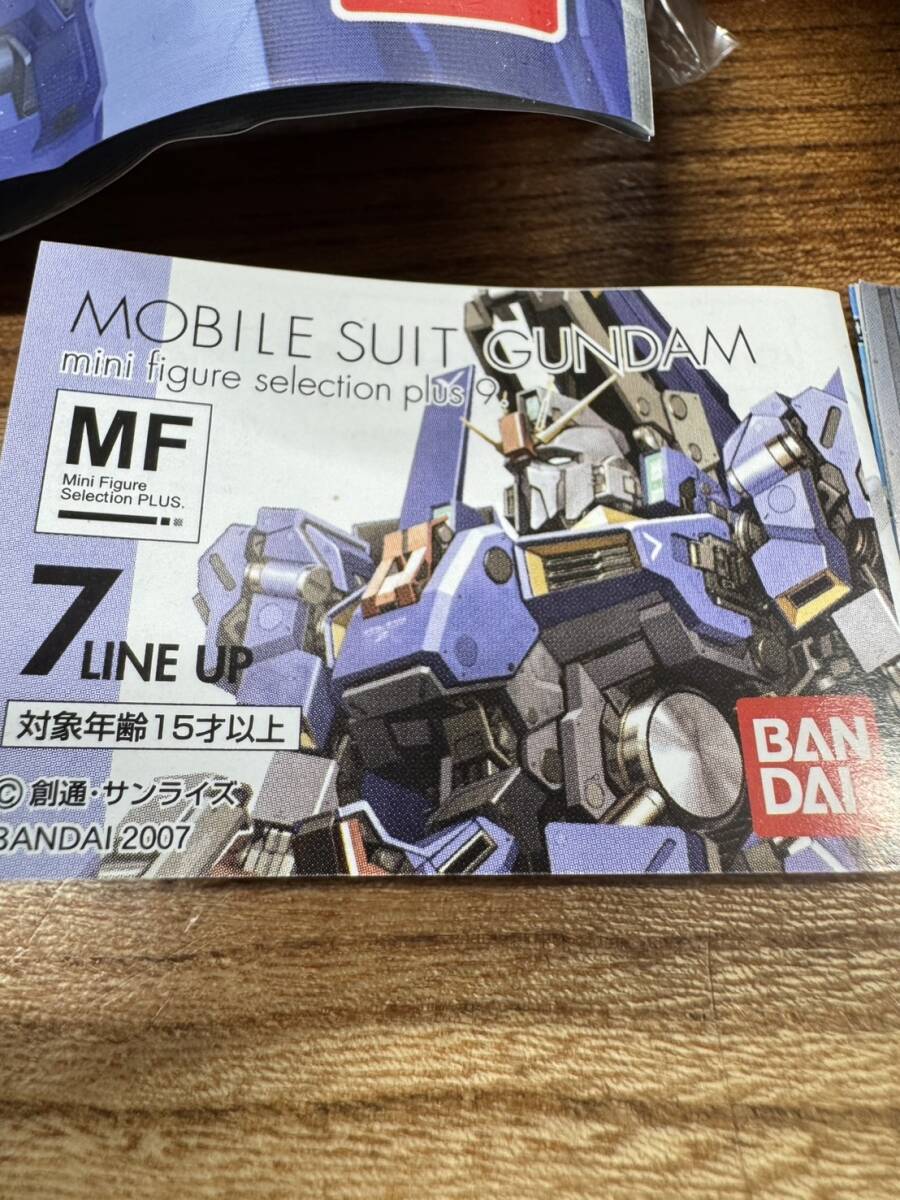 MOBILE SUIT GUNDAM
mini figure selection plus 9.
MF
Mini Figure
Selection PLUS.
7 LINE UP
対象年齢15才以上
© 創通・サンライズ
BANDAI 2007
BAN
DAI